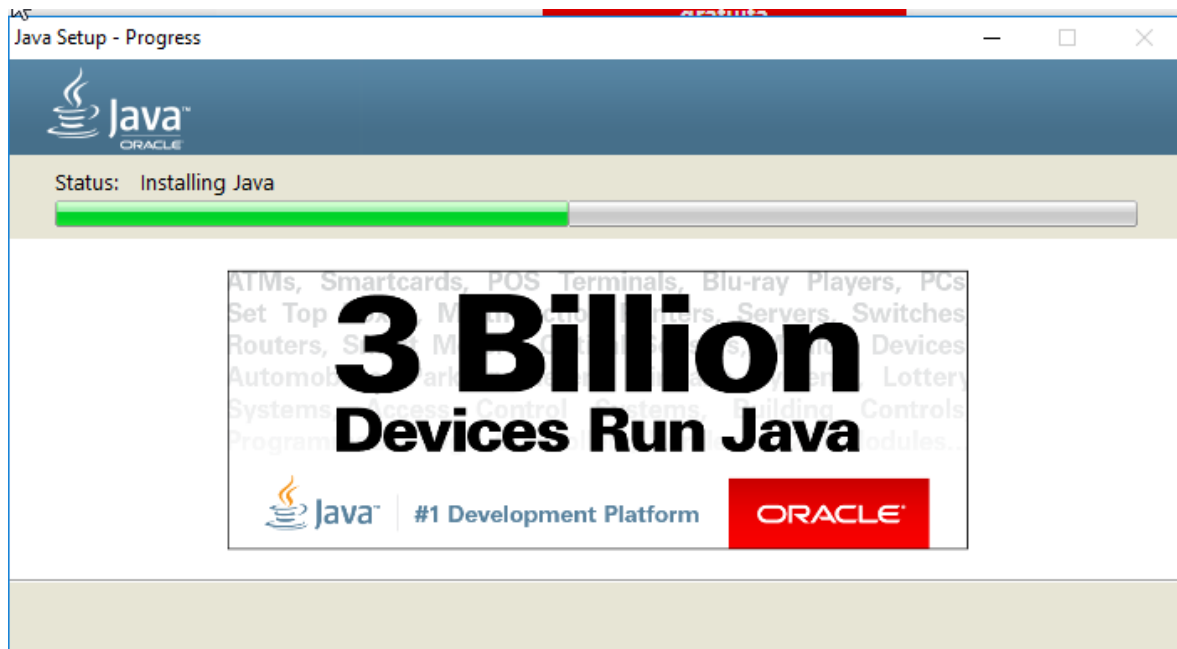 gratuita
Java Setup - Progress
Java™
ORACLE
Status: Installing Java
ATMs, Smartcards, POS Terminals, Blu-ray Players, PCs
Set Top Servers, Switches
Routers, Devices
Lottery
Systems, Access Control Systems, Building Controls
3 Billion
Devices Run Java
Java™ #1 Development Platform ORACLE®